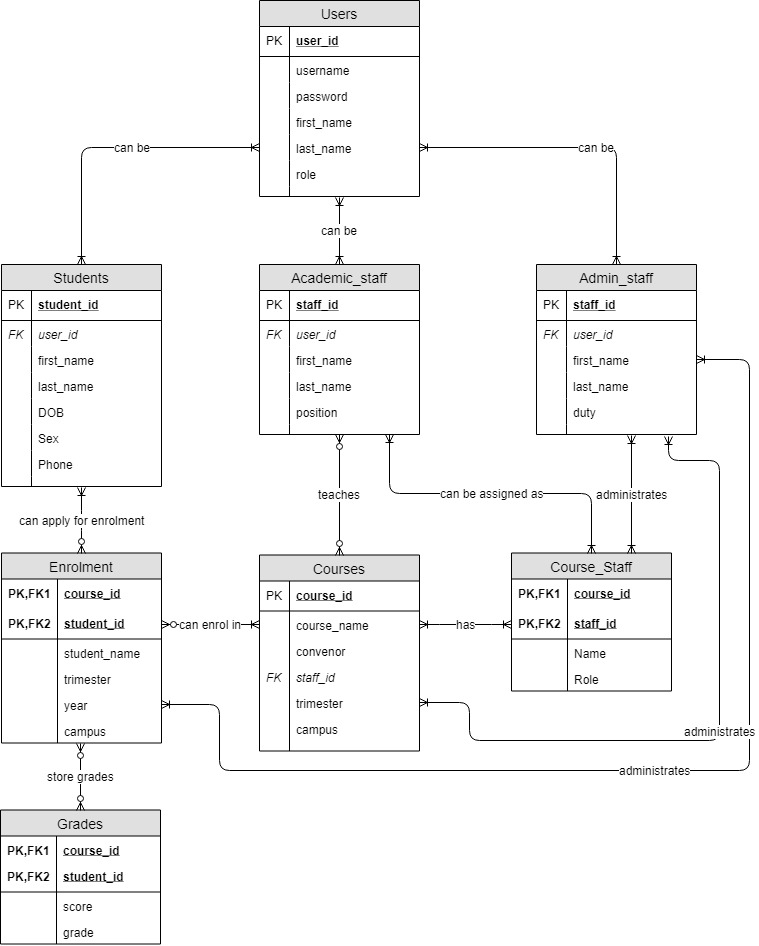 Users
PK user_id
username
password
first_name
last_name
role
can be
can be
can be
Students
PK student_id
FK user_id
first_name
last_name
DOB
Sex
Phone
Academic_staff
PK staff_id
FK user_id
first_name
last_name
position
Admin_staff
PK staff_id
FK user_id
first_name
last_name
duty
can apply for enrolment
teaches
can be assigned as
administrates
Enrolment
PK,FK1 course_id
PK,FK2 student_id
student_name
trimester
year
campus
can enrol in
Courses
PK course_id
course_name
convenor
FK staff_id
trimester
campus
has
Course_Staff
PK,FK1 course_id
PK,FK2 staff_id
Name
Role
administrates
administrates
store grades
Grades
PK,FK1 course_id
PK,FK2 student_id
score
grade